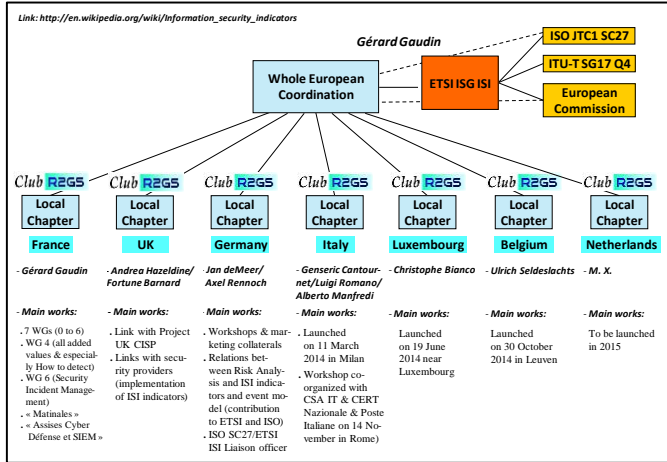 Link: http://en.wikipedia.org/wiki/Information_security_indicators
Gérard Gaudin
ISO JTC1 SC27
Whole European
Coordination
ETSI ISG ISI
ITU-T SG17 Q4
European
Commission
Club R2GS
Local
Chapter
France
- Gérard Gaudin
- Main works:
. 7 WGs (0 to 6)
. WG 4 (all added
values & especially
How to detect)
. WG 6 (Security
Incident Manage-
ment)
. « Matinales »
. « Assises Cyber
Défense et SIEM »
Club R2GS
Local
Chapter
UK
- Andrea Hazeldine/
Fortune Barnard
- Main works:
. Link with Project
UK CISP
. Links with secu-
rity providers
(implementation
of ISI indicators)
Club R2GS
Local
Chapter
Germany
- Jan deMeer/
Axel Rennoch
- Main works:
. Workshops & mar-
keting collaterals
. Relations bet-
ween Risk Analy-
sis and ISI indica-
tors and event mo-
del (contribution
to ETSI and ISO)
. ISO SC27/ETSI
ISI Liaison officer
Club R2GS
Local
Chapter
Italy
- Genseric Cantour-
net/Luigi Romano/
Alberto Manfredi
- Main works:
. Launched
on 11 March
2014 in Milan
. Workshop co-
organized with
CSA IT & CERT
Nazionale & Poste
Italiane on 14 No-
vember in Rome)
Club R2GS
Local
Chapter
Luxembourg
- Christophe Bianco
- Main works:
Launched
on 19 June
2014 near
Luxembourg
Club R2GS
Local
Chapter
Belgium
- Ulrich Seldeslachts
- Main works:
Launched
on 30 October
2014 in Leuven
Club R2GS
Local
Chapter
Netherlands
- M. X.
- Main works:
To be launched
in 2015